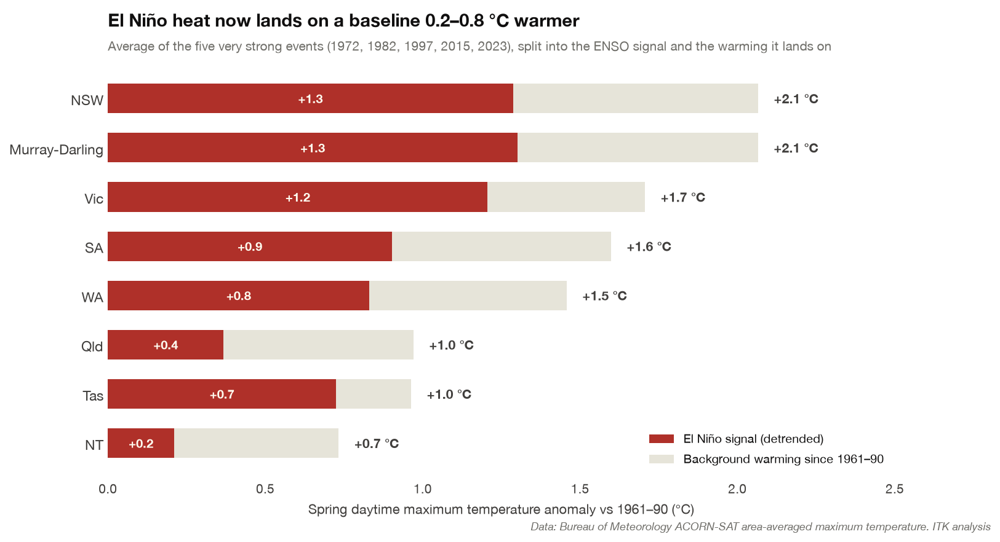 El Niño heat now lands on a baseline 0.2–0.8 °C warmer
Average of the five very strong events (1972, 1982, 1997, 2015, 2023), split into the ENSO signal and the warming it lands on
NSW +1.3 +2.1 °C
Murray-Darling +1.3 +2.1 °C
Vic +1.2 +1.7 °C
SA +0.9 +1.6 °C
WA +0.8 +1.5 °C
Qld +0.4 +1.0 °C
Tas +0.7 +1.0 °C
NT +0.2 +0.7 °C
El Niño signal (detrended)
Background warming since 1961–90
0.0 0.5 1.0 1.5 2.0 2.5
Spring daytime maximum temperature anomaly vs 1961–90 (°C)
Data: Bureau of Meteorology ACORN-SAT area-averaged maximum temperature. ITK analysis